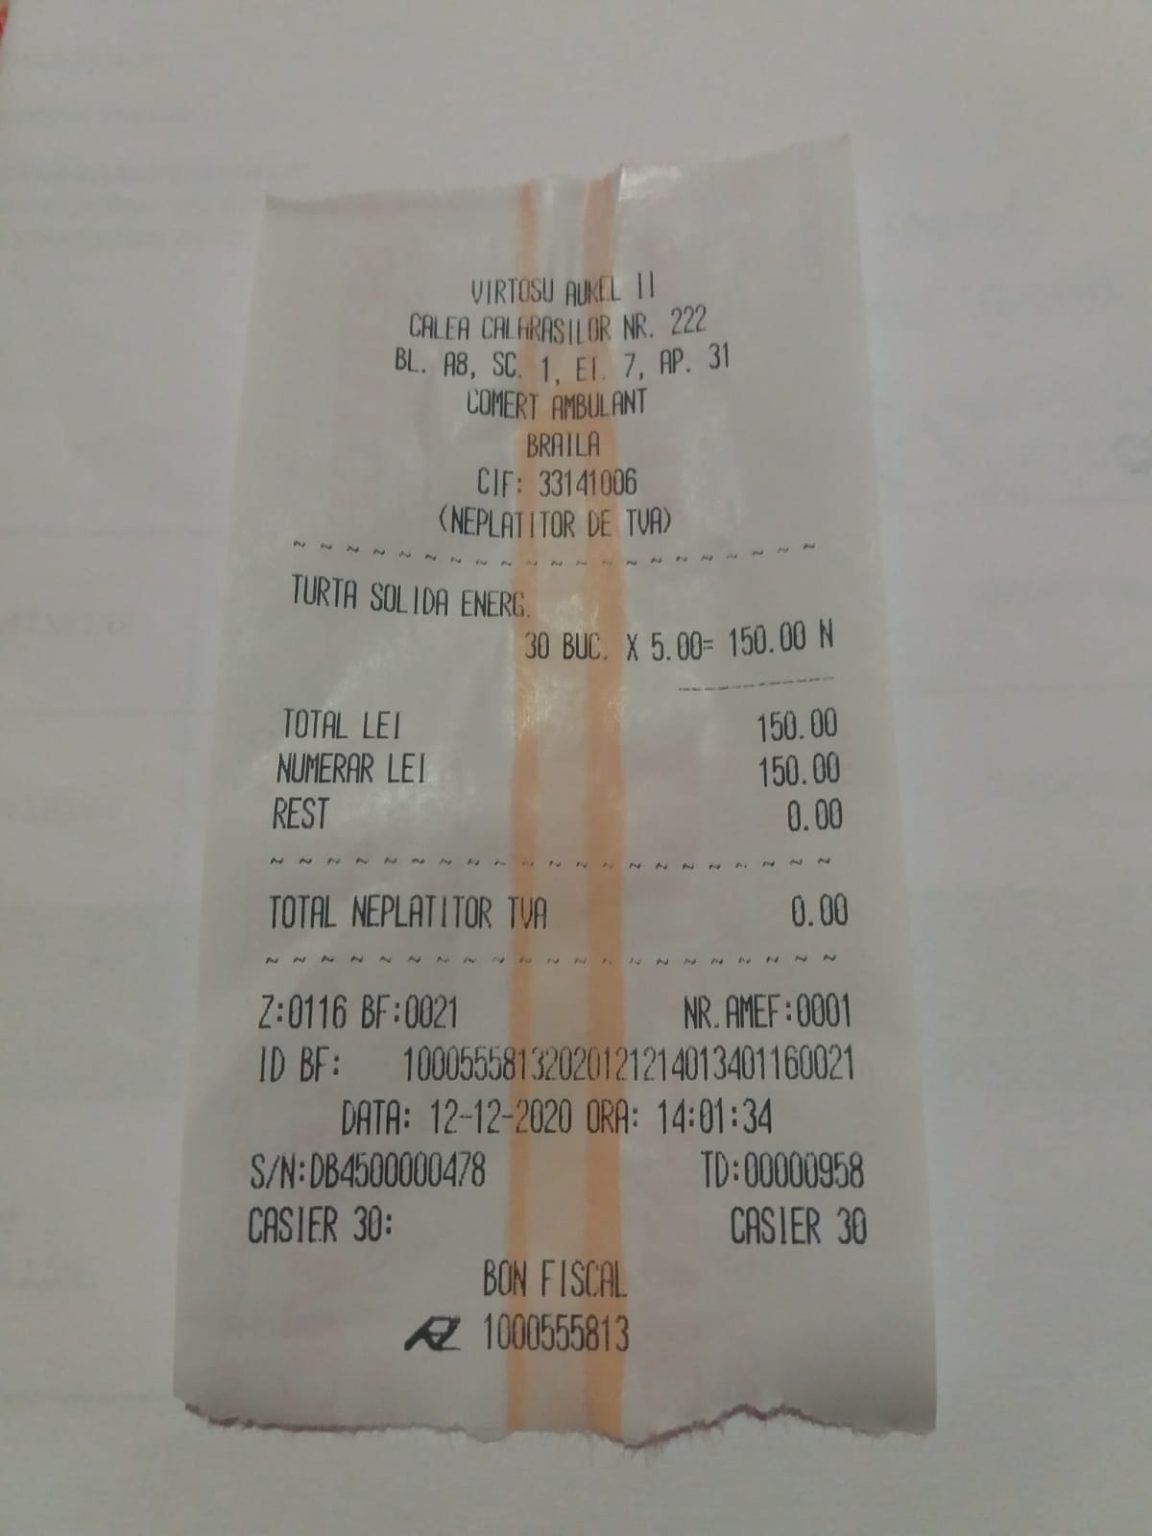 VIRTOSU AUREL II
CALEA CALARASILOR NR. 222
BL. A8, SC. 1, ET. 7, AP. 31
COMERT AMBULANT
BRAILA
CIF: 33141006
(NEPLATITOR DE TVA)
~ ~ ~ ~ ~ ~ ~ ~ ~ ~ ~ ~ ~ ~ ~ ~ ~ ~ ~ ~
TURTA SOLIDA ENERG.
30 BUC. X 5.00= 150.00 N
TOTAL LEI 150.00
NUMERAR LEI 150.00
REST 0.00
~ ~ ~ ~ ~ ~ ~ ~ ~ ~ ~ ~ ~ ~ ~ ~ ~ ~ ~ ~ ~
TOTAL NEPLATITOR TVA 0.00
~ ~ ~ ~ ~ ~ ~ ~ ~ ~ ~ ~ ~ ~ ~ ~ ~ ~ ~ ~ ~
Z:0116 BF:0021 NR.AMEF:0001
ID BF: 1000555813202012121401340116​0021
DATA: 12-12-2020 ORA: 14:01:34
S/N:DB4500000478 TD:00000958
CASIER 30: CASIER 30
BON FISCAL
1000555813